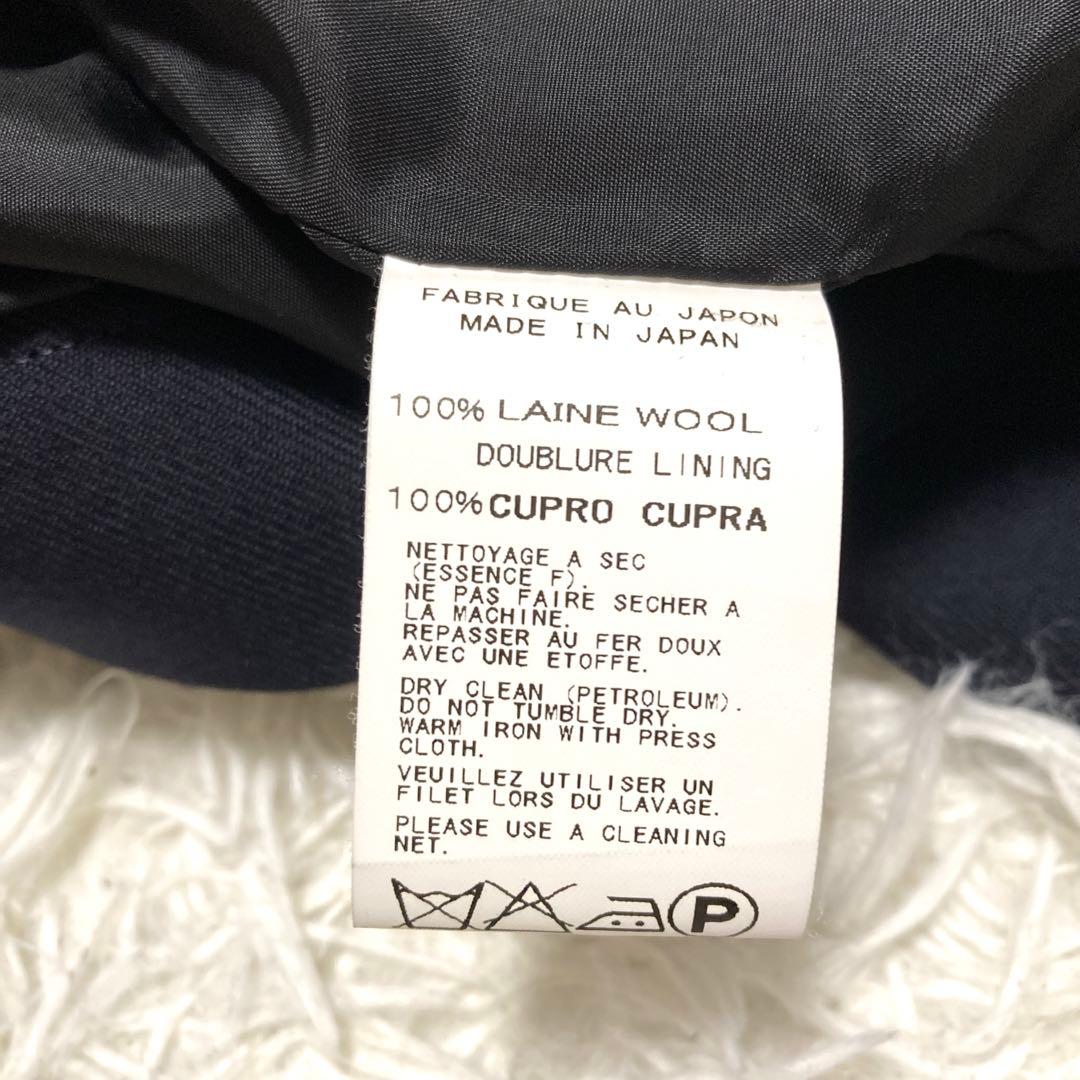 FABRIQUE AU JAPON
MADE IN JAPAN
100% LAINE WOOL
DOUBLURE LINING
100% CUPRO CUPRA
NETTOYAGE A SEC
(ESSENCE F).
NE PAS FAIRE SECHER A
LA MACHINE.
REPASSER AU FER DOUX
AVEC UNE ETOFFE.
DRY CLEAN (PETROLEUM).
DO NOT TUMBLE DRY.
WARM IRON WITH PRESS
CLOTH.
VEUILLEZ UTILISER UN
FILET LORS DU LAVAGE.
PLEASE USE A CLEANING
NET.
P